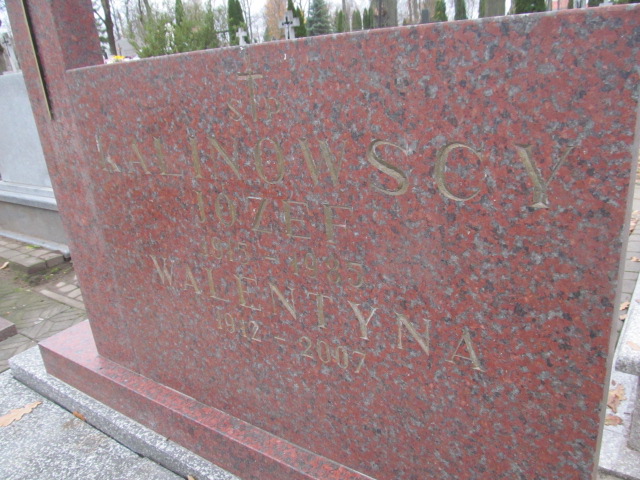 Ś†P
KALINOWSCY
JÓZEF
WALENTYNA
1912 - 2007